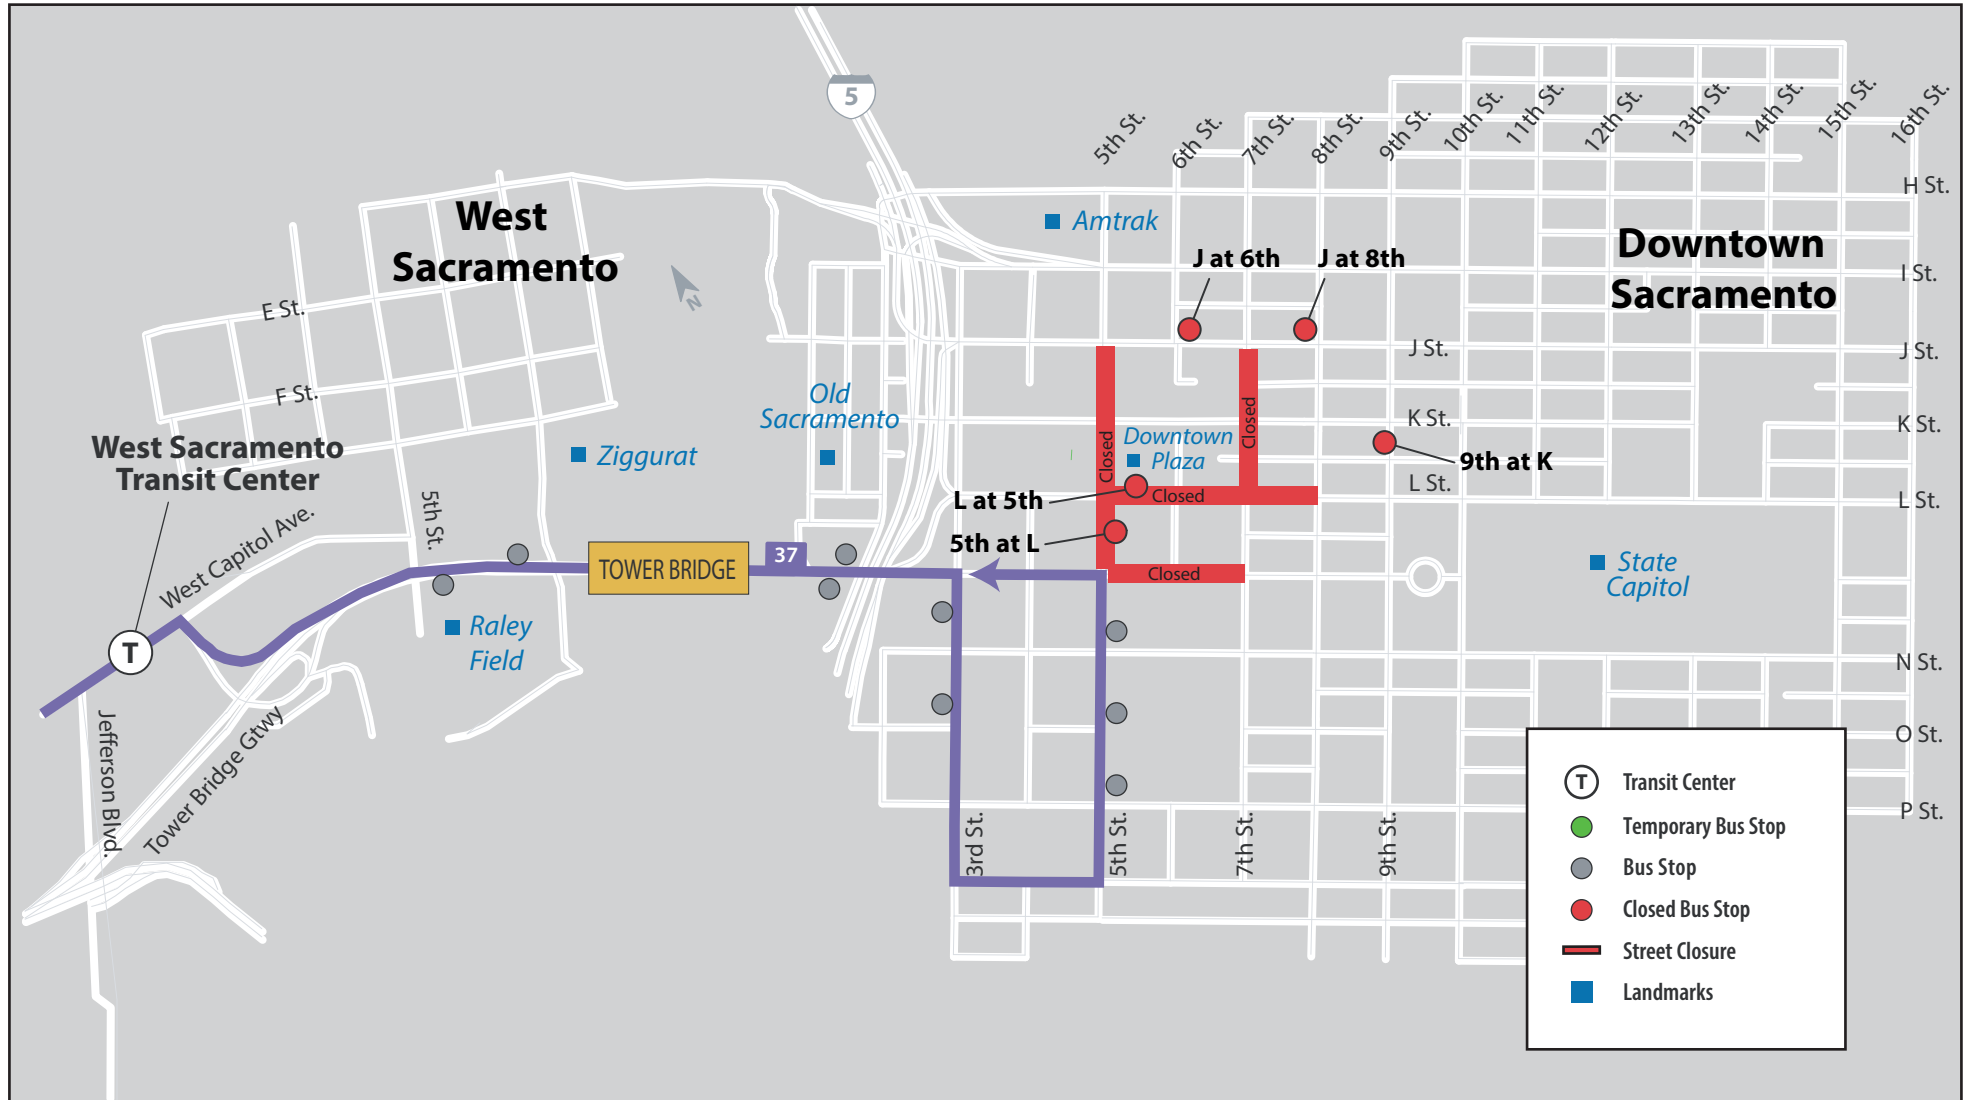 5
5th St.
6th St.
7th St.
8th St.
9th St.
10th St.
11th St.
12th St.
13th St.
14th St.
15th St.
16th St.
H St.
West
Sacramento
Amtrak
Downtown
Sacramento
J at 6th
J at 8th
I St.
N
E St.
F St.
J St.
J St.
Old
Sacramento
K St.
K St.
West Sacramento
Transit Center
Ziggurat
Downtown
Plaza
Closed
Closed
9th at K
L St.
L St.
L at 5th
Closed
5th at L
5th St.
West Capitol Ave.
TOWER BRIDGE
37
Closed
State
Capitol
T
Raley
Field
N St.
Jefferson Blvd.
Tower Bridge Gtwy
O St.
P St.
3rd St.
5th St.
7th St.
9th St.
T Transit Center
Temporary Bus Stop
Bus Stop
Closed Bus Stop
Street Closure
Landmarks